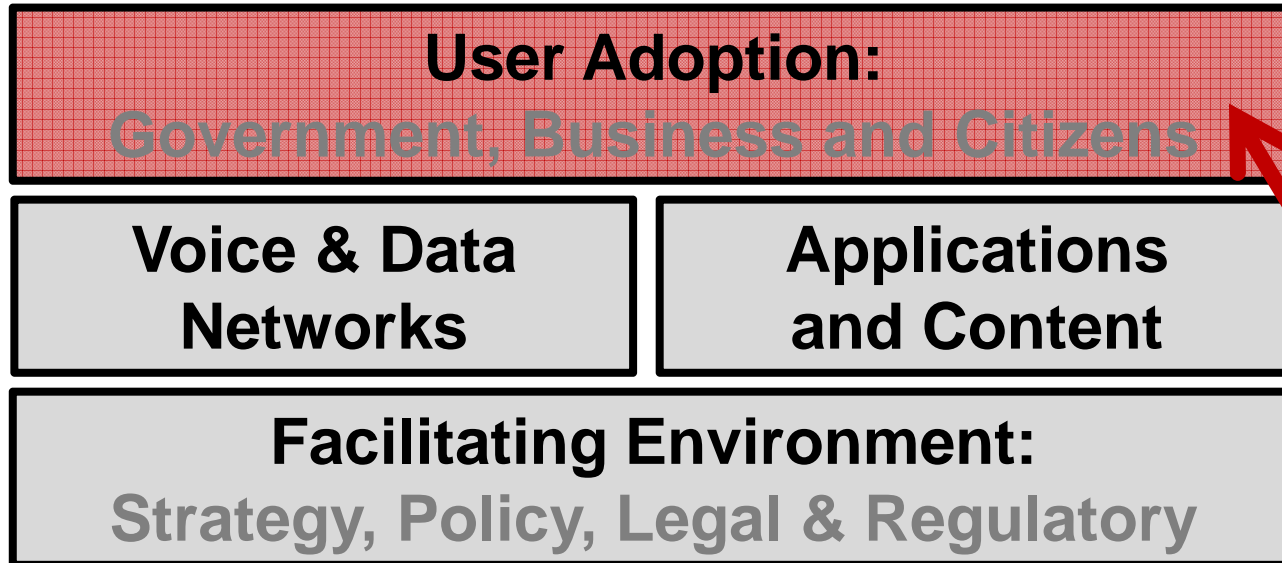 User Adoption:
Government, Business and Citizens
Voice & Data
Networks
Applications
and Content
Facilitating Environment:
Strategy, Policy, Legal & Regulatory